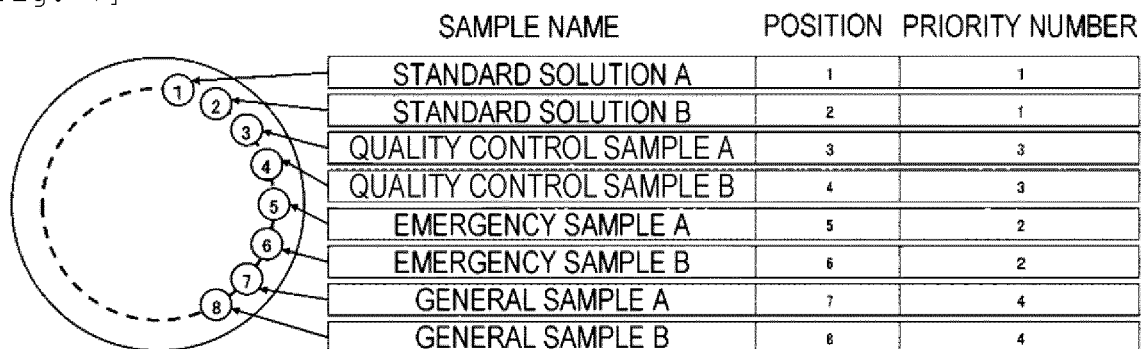 SAMPLE NAME POSITION PRIORITY NUMBER
1 STANDARD SOLUTION A 1 1
2 STANDARD SOLUTION B 2 1
3 QUALITY CONTROL SAMPLE A 3 3
4 QUALITY CONTROL SAMPLE B 4 3
5 EMERGENCY SAMPLE A 5 2
6 EMERGENCY SAMPLE B 6 2
7 GENERAL SAMPLE A 7 4
8 GENERAL SAMPLE B 8 4